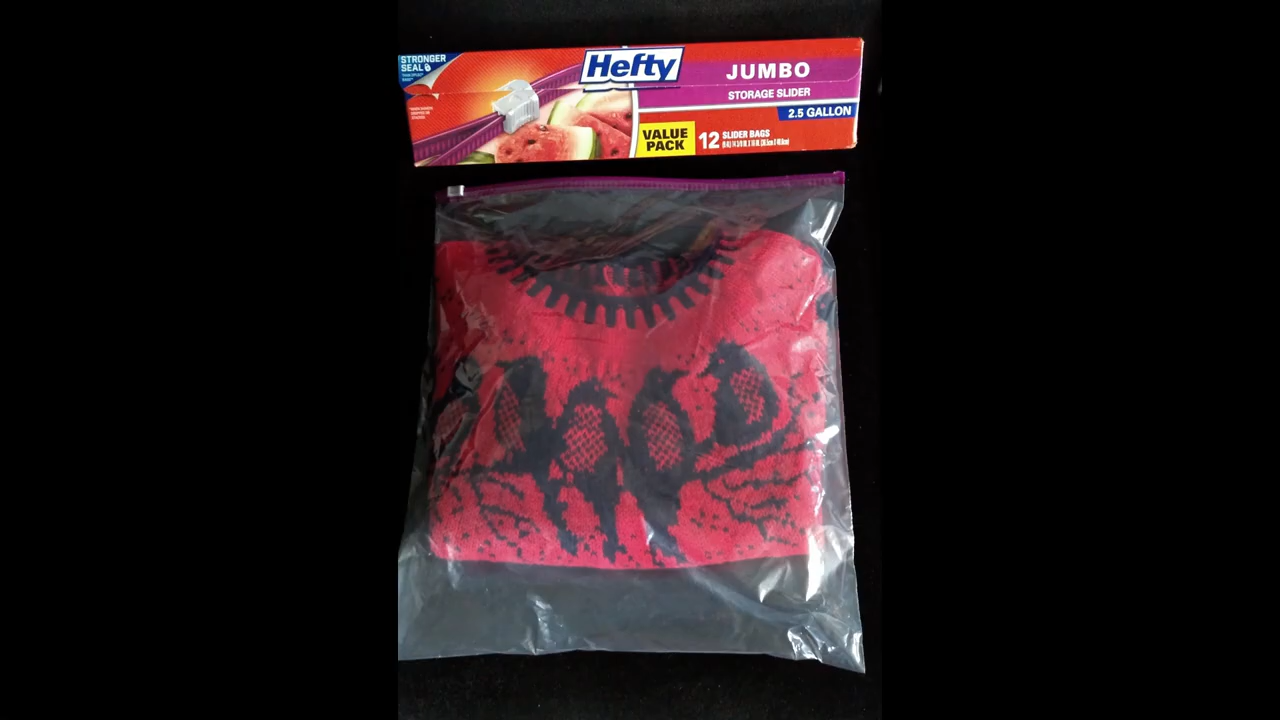 STRONGER
SEAL
Hefty
JUMBO
STORAGE SLIDER
2.5 GALLON
VALUE
PACK
12 SLIDER BAGS